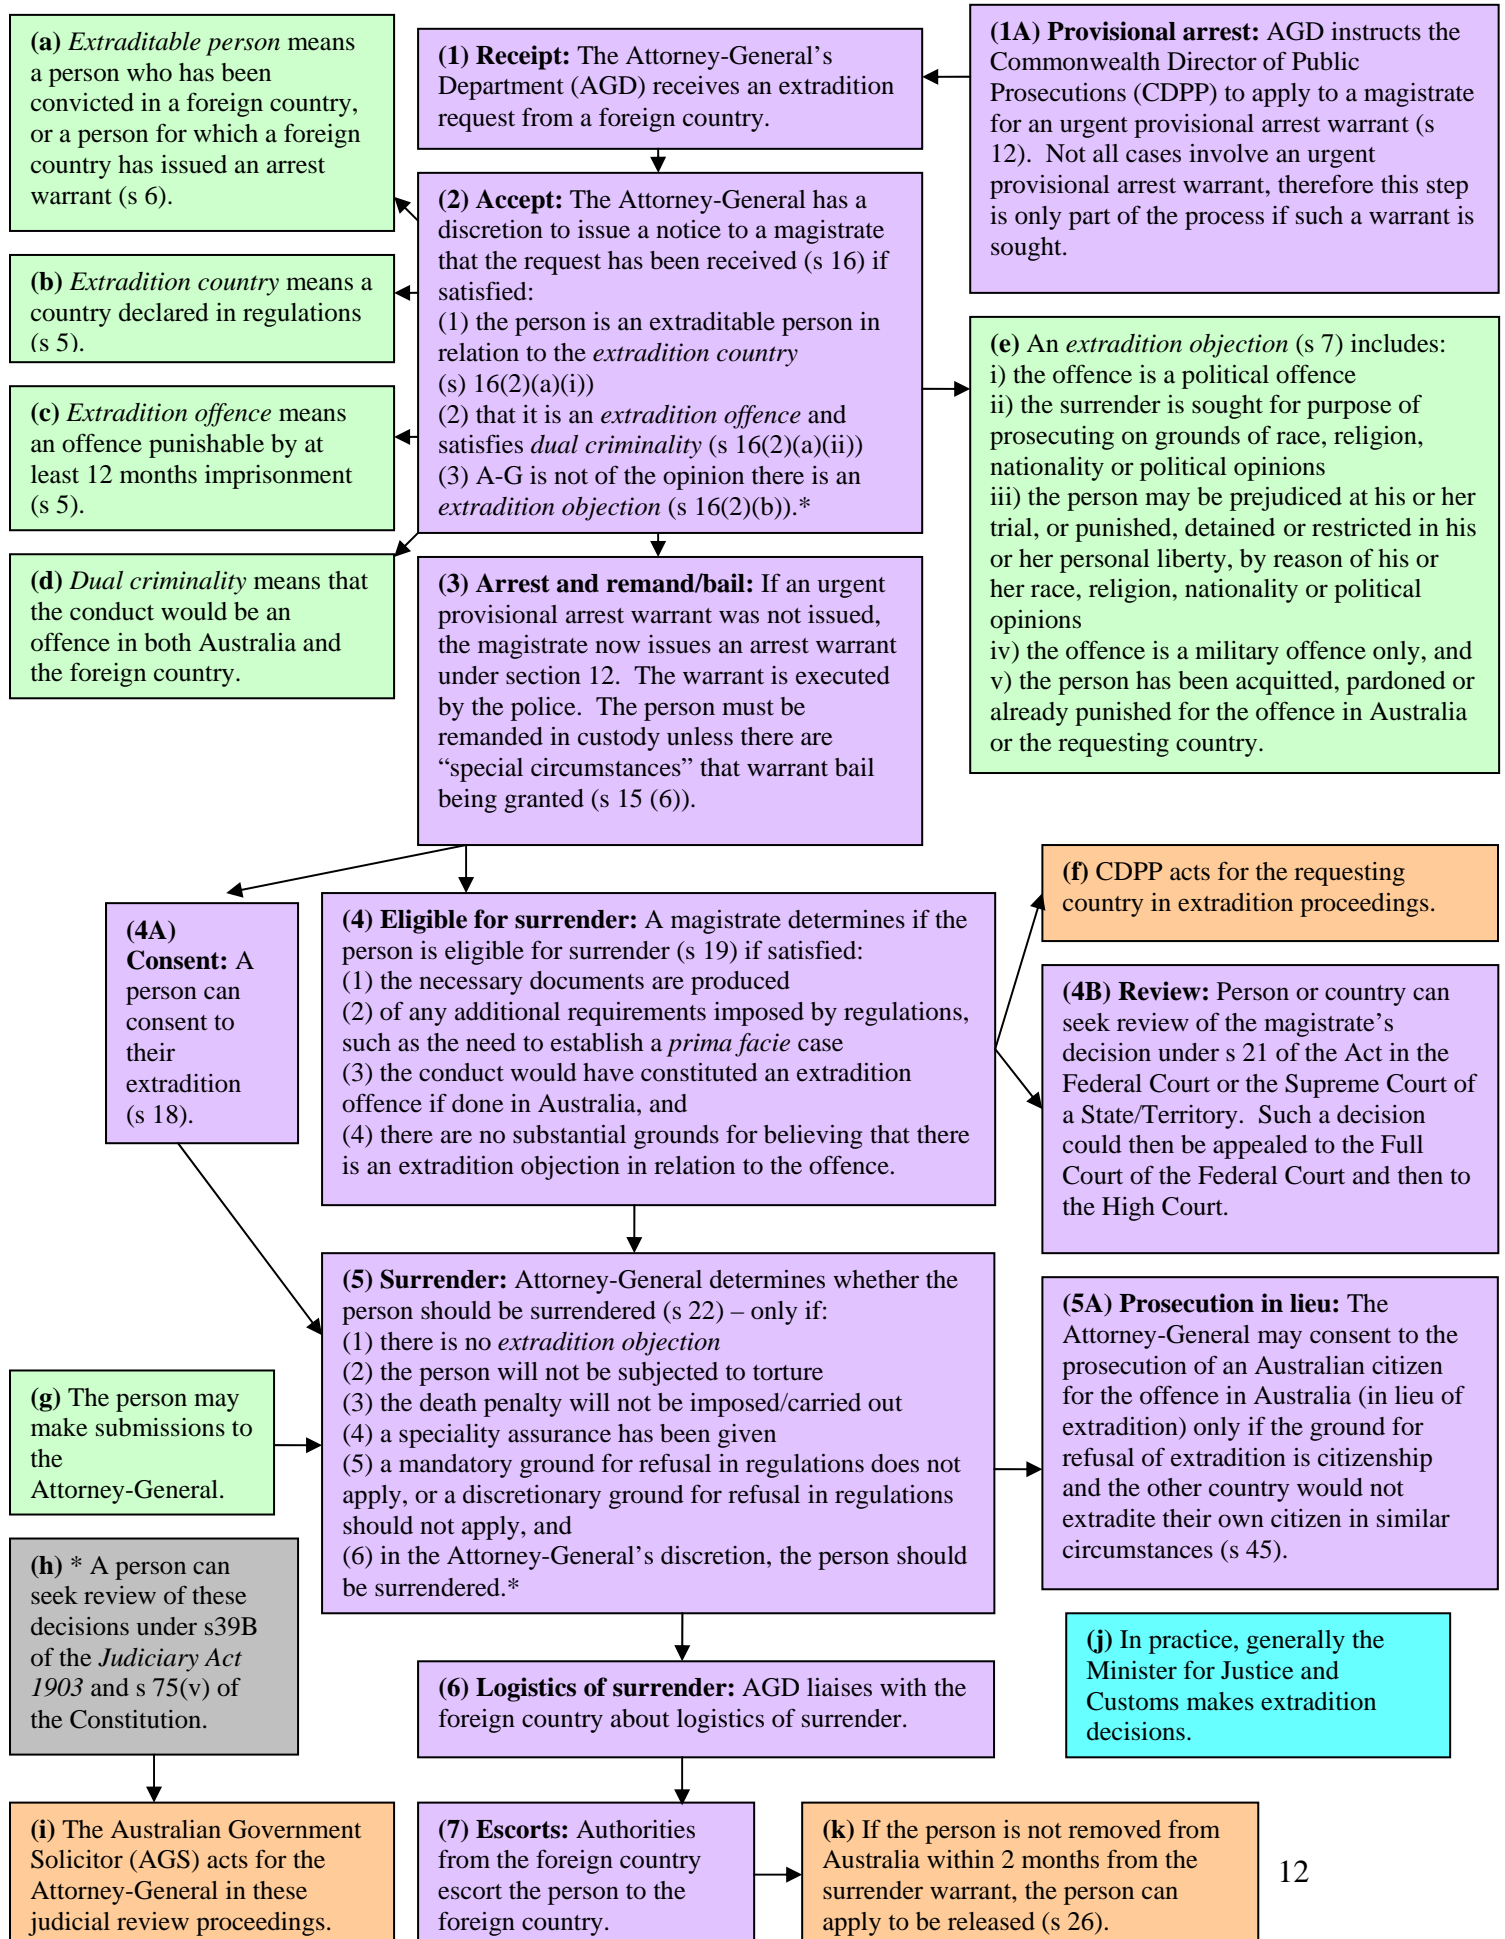 (a) Extraditable person means
a person who has been
convicted in a foreign country,
or a person for which a foreign
country has issued an arrest
warrant (s 6).
(1) Receipt: The Attorney-General’s
Department (AGD) receives an extradition
request from a foreign country.
(1A) Provisional arrest: AGD instructs the
Commonwealth Director of Public
Prosecutions (CDPP) to apply to a magistrate
for an urgent provisional arrest warrant (s
12). Not all cases involve an urgent
provisional arrest warrant, therefore this step
is only part of the process if such a warrant is
sought.
(2) Accept: The Attorney-General has a
discretion to issue a notice to a magistrate
that the request has been received (s 16) if
satisfied:
(1) the person is an extraditable person in
relation to the extradition country
(s) 16(2)(a)(i))
(2) that it is an extradition offence and
satisfies dual criminality (s 16(2)(a)(ii))
(3) A-G is not of the opinion there is an
extradition objection (s 16(2)(b)).*
(b) Extradition country means a
country declared in regulations
(s 5).
(c) Extradition offence means
an offence punishable by at
least 12 months imprisonment
(s 5).
(d) Dual criminality means that
the conduct would be an
offence in both Australia and
the foreign country.
(e) An extradition objection (s 7) includes:
i) the offence is a political offence
ii) the surrender is sought for purpose of
prosecuting on grounds of race, religion,
nationality or political opinions
iii) the person may be prejudiced at his or her
trial, or punished, detained or restricted in his
or her personal liberty, by reason of his or
her race, religion, nationality or political
opinions
iv) the offence is a military offence only, and
v) the person has been acquitted, pardoned or
already punished for the offence in Australia
or the requesting country.
(3) Arrest and remand/bail: If an urgent
provisional arrest warrant was not issued,
the magistrate now issues an arrest warrant
under section 12. The warrant is executed
by the police. The person must be
remanded in custody unless there are
“special circumstances” that warrant bail
being granted (s 15 (6)).
(4A)
Consent: A
person can
consent to
their
extradition
(s 18).
(4) Eligible for surrender: A magistrate determines if the
person is eligible for surrender (s 19) if satisfied:
(1) the necessary documents are produced
(2) of any additional requirements imposed by regulations,
such as the need to establish a prima facie case
(3) the conduct would have constituted an extradition
offence if done in Australia, and
(4) there are no substantial grounds for believing that there
is an extradition objection in relation to the offence.
(f) CDPP acts for the requesting
country in extradition proceedings.
(4B) Review: Person or country can
seek review of the magistrate’s
decision under s 21 of the Act in the
Federal Court or the Supreme Court of
a State/Territory. Such a decision
could then be appealed to the Full
Court of the Federal Court and then to
the High Court.
(5) Surrender: Attorney-General determines whether the
person should be surrendered (s 22) – only if:
(1) there is no extradition objection
(2) the person will not be subjected to torture
(3) the death penalty will not be imposed/carried out
(4) a speciality assurance has been given
(5) a mandatory ground for refusal in regulations does not
apply, or a discretionary ground for refusal in regulations
should not apply, and
(6) in the Attorney-General’s discretion, the person should
be surrendered.*
(5A) Prosecution in lieu: The
Attorney-General may consent to the
prosecution of an Australian citizen
for the offence in Australia (in lieu of
extradition) only if the ground for
refusal of extradition is citizenship
and the other country would not
extradite their own citizen in similar
circumstances (s 45).
(g) The person may
make submissions to
the
Attorney-General.
(h) * A person can
seek review of these
decisions under s39B
of the Judiciary Act
1903 and s 75(v) of
the Constitution.
(6) Logistics of surrender: AGD liaises with the
foreign country about logistics of surrender.
(j) In practice, generally the
Minister for Justice and
Customs makes extradition
decisions.
(i) The Australian Government
Solicitor (AGS) acts for the
Attorney-General in these
judicial review proceedings.
(7) Escorts: Authorities
from the foreign country
escort the person to the
foreign country.
(k) If the person is not removed from
Australia within 2 months from the
surrender warrant, the person can
apply to be released (s 26).
12